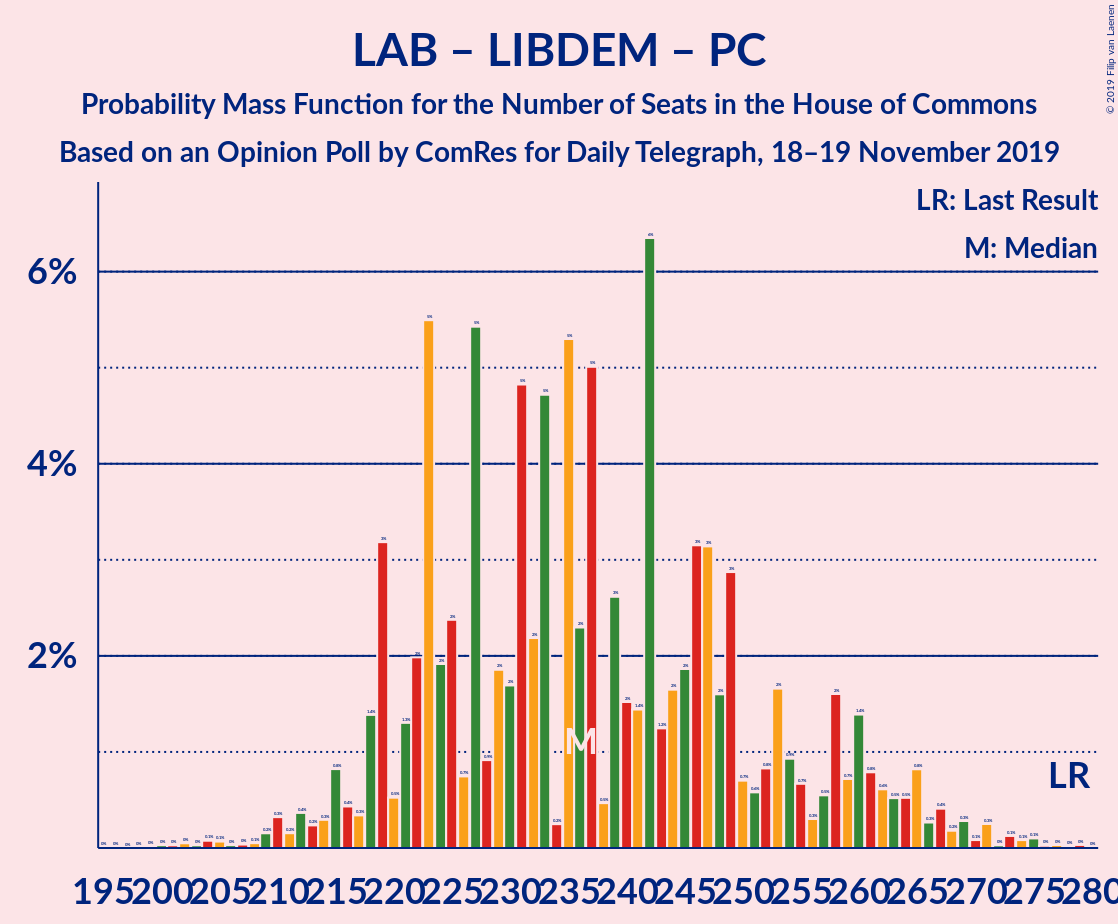 LAB – LIBDEM – PC
Probability Mass Function for the Number of Seats in the House of Commons
Based on an Opinion Poll by ComRes for Daily Telegraph, 18–19 November 2019
© 2019 Filip van Laenen
LR: Last Result
M: Median
6%
4%
2%
M
LR
195 200 205 210 215 220 225 230 235 240 245 250 255 260 265 270 275 280